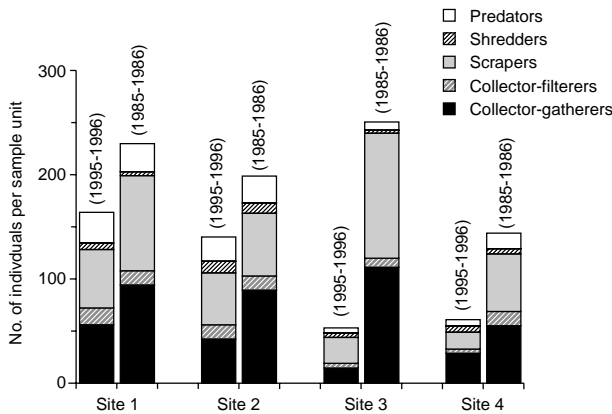 Predators
Shredders
Scrapers
Collector-filterers
Collector-gatherers
No. of indivduals per sample unit
300
200
100
0
(1995-1996)
(1985-1986)
(1995-1996)
(1985-1986)
(1995-1996)
(1985-1986)
(1995-1996)
(1985-1986)
Site 1
Site 2
Site 3
Site 4